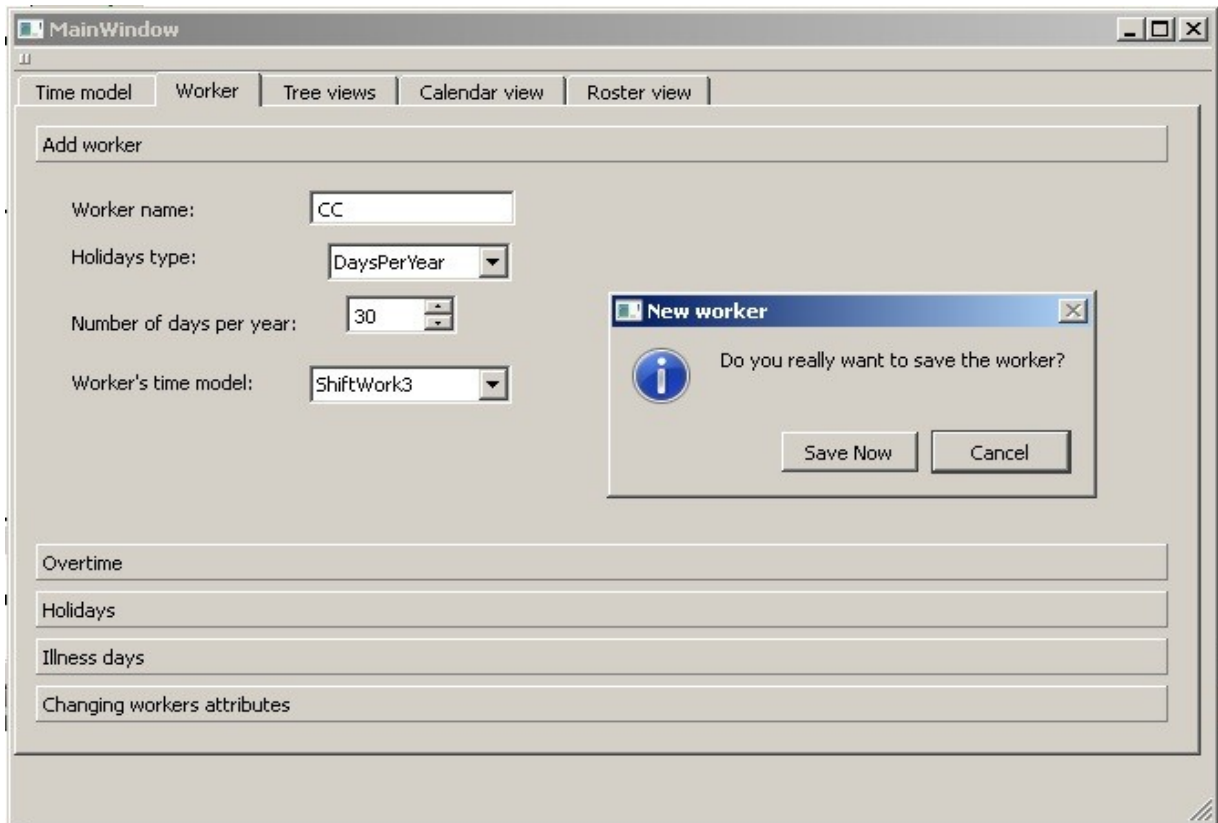 MainWindow
Time model Worker Tree views Calendar view Roster view
Add worker
Worker name: CC
Holidays type: DaysPerYear
Number of days per year: 30
Worker's time model: ShiftWork3
New worker
Do you really want to save the worker?
Save Now Cancel
Overtime
Holidays
Illness days
Changing workers attributes